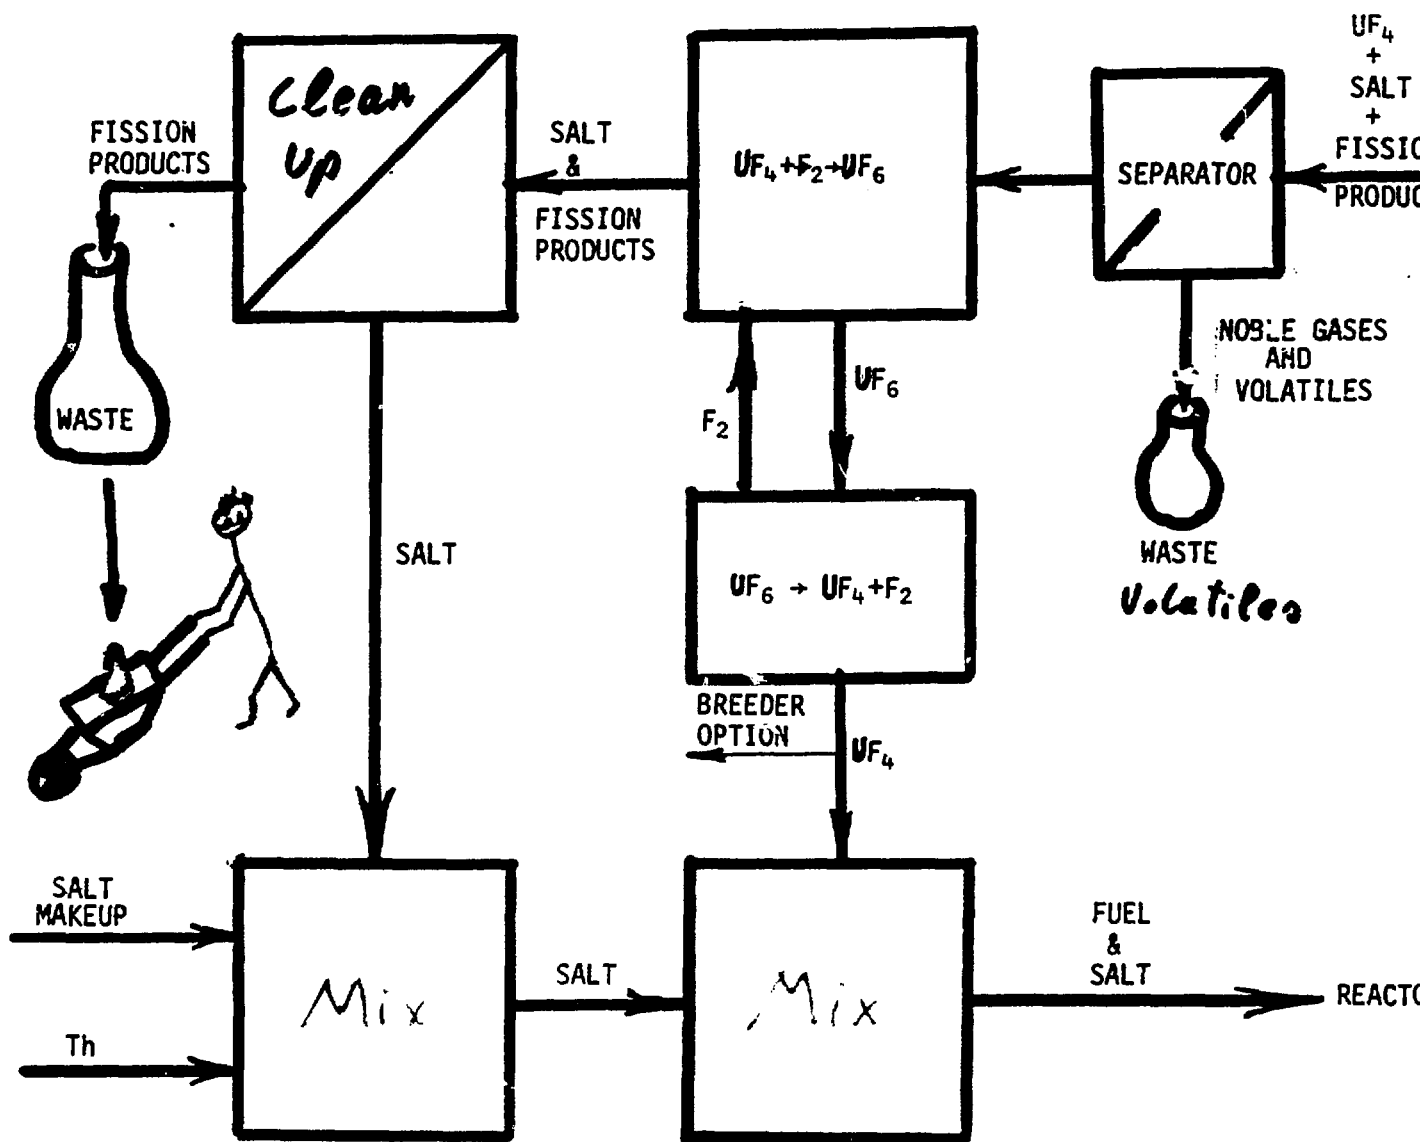 UF₄
+
SALT
+
FISSIO
PRODUC
SEPARATOR
NOBLE GASES
AND
VOLATILES
WASTE
Volatiles
UF₄+F₂→UF₆
SALT
&
FISSION
PRODUCTS
Clean
up
FISSION
PRODUCTS
WASTE
F₂
UF₆
UF₆ → UF₄+F₂
BREEDER
OPTION
UF₄
SALT
SALT
MAKEUP
Th
Mix
SALT
Mix
FUEL
&
SALT
REACTO